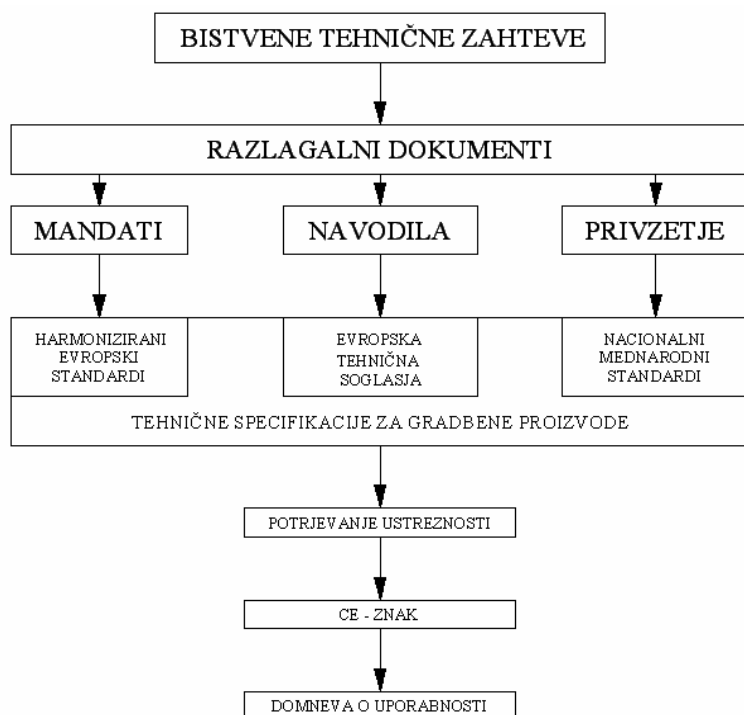 BISTVENE TEHNIČNE ZAHTEVE
RAZLAGALNI DOKUMENTI
MANDATI
NAVODILA
PRIVZETJE
HARMONIZIRANI
EVROPSKI
STANDARDI
EVROPSKA
TEHNIČNA
SOGLASJA
NACIONALNI
MEDNARODNI
STANDARDI
TEHNIČNE SPECIFIKACIJE ZA GRADBENE PROIZVODE
POTRJEVANJE USTREZNOSTI
CE - ZNAK
DOMNEVA O UPORABNOSTI